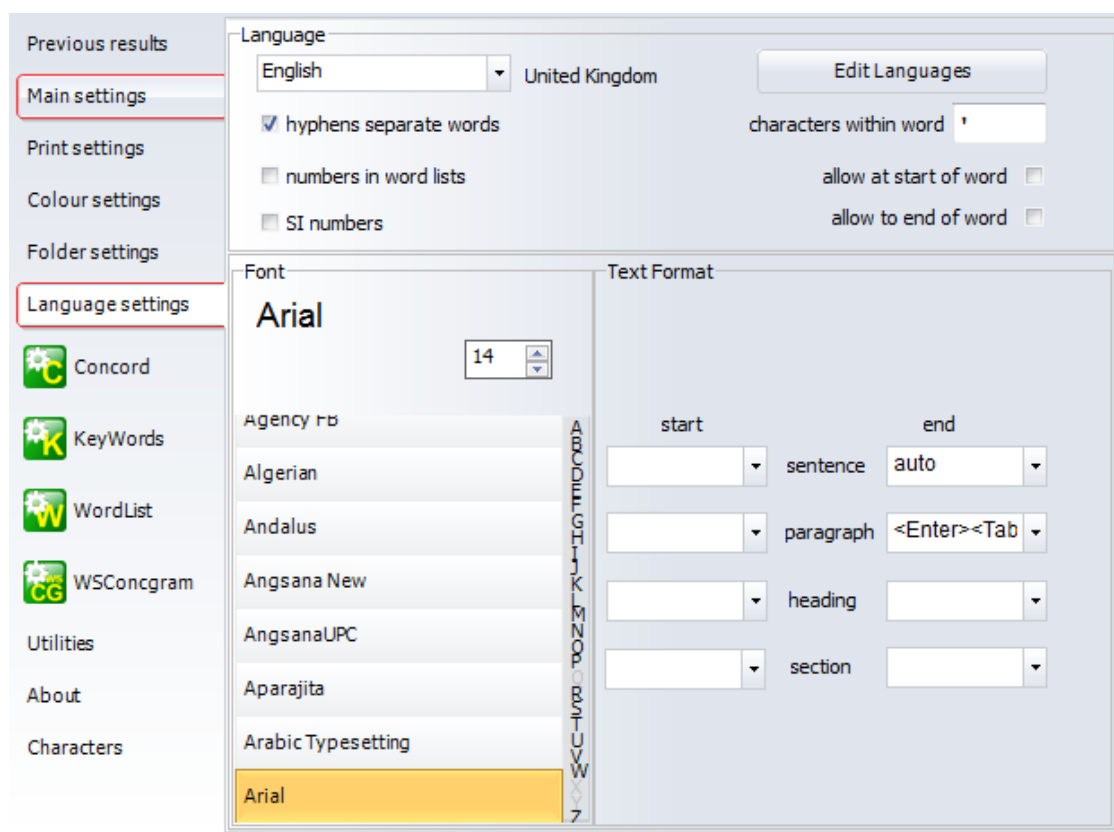 Previous results
Main settings
Print settings
Colour settings
Folder settings
Language settings
Concord
KeyWords
WordList
WSConcgram
Utilities
About
Characters
Language
English
United Kingdom
Edit Languages
hyphens separate words
characters within word '
numbers in word lists
allow at start of word
SI numbers
allow to end of word
Font
Arial
14
Agency FB
Algerian
Andalus
Angsana New
AngsanaUPC
Aparajita
Arabic Typesetting
Arial
A
B
C
D
E
F
G
H
I
J
K
L
M
N
O
P
Q
R
S
T
U
V
W
X
Y
Z
Text Format
start end
sentence auto
paragraph <Enter><Tab
heading
section